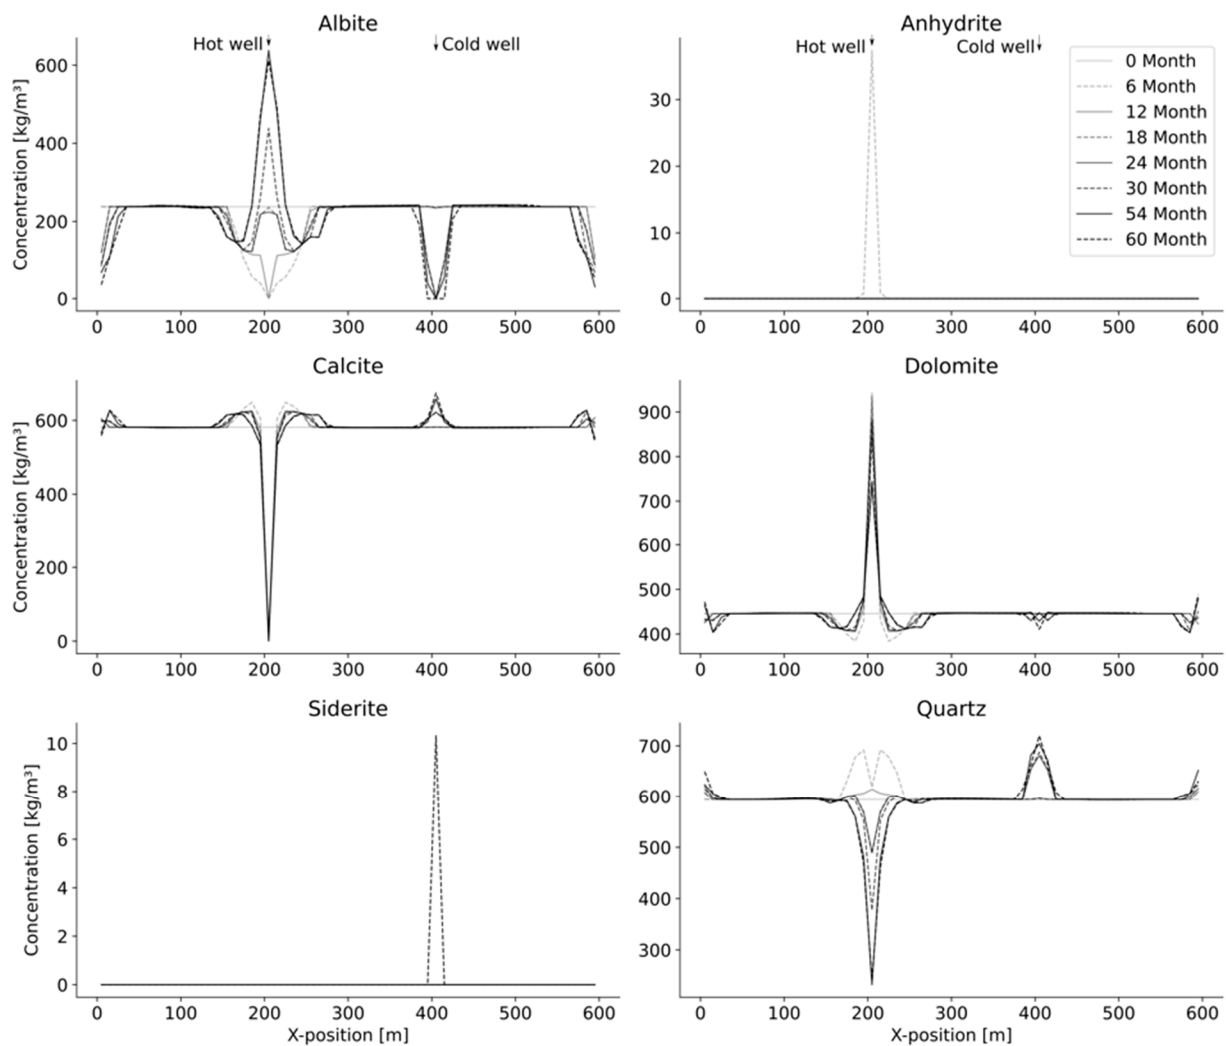 Albite
Hot well
Cold well
Concentration [kg/m³]
600
400
200
0
0 100 200 300 400 500 600
Anhydrite
Hot well
Cold well
30
20
10
0
0 100 200 300 400 500 600
0 Month
6 Month
12 Month
18 Month
24 Month
30 Month
54 Month
60 Month
Calcite
Concentration [kg/m³]
600
400
200
0
0 100 200 300 400 500 600
Dolomite
900
800
700
600
500
400
0 100 200 300 400 500 600
Siderite
Concentration [kg/m³]
10
8
6
4
2
0
0 100 200 300 400 500 600
X-position [m]
Quartz
700
600
500
400
300
0 100 200 300 400 500 600
X-position [m]